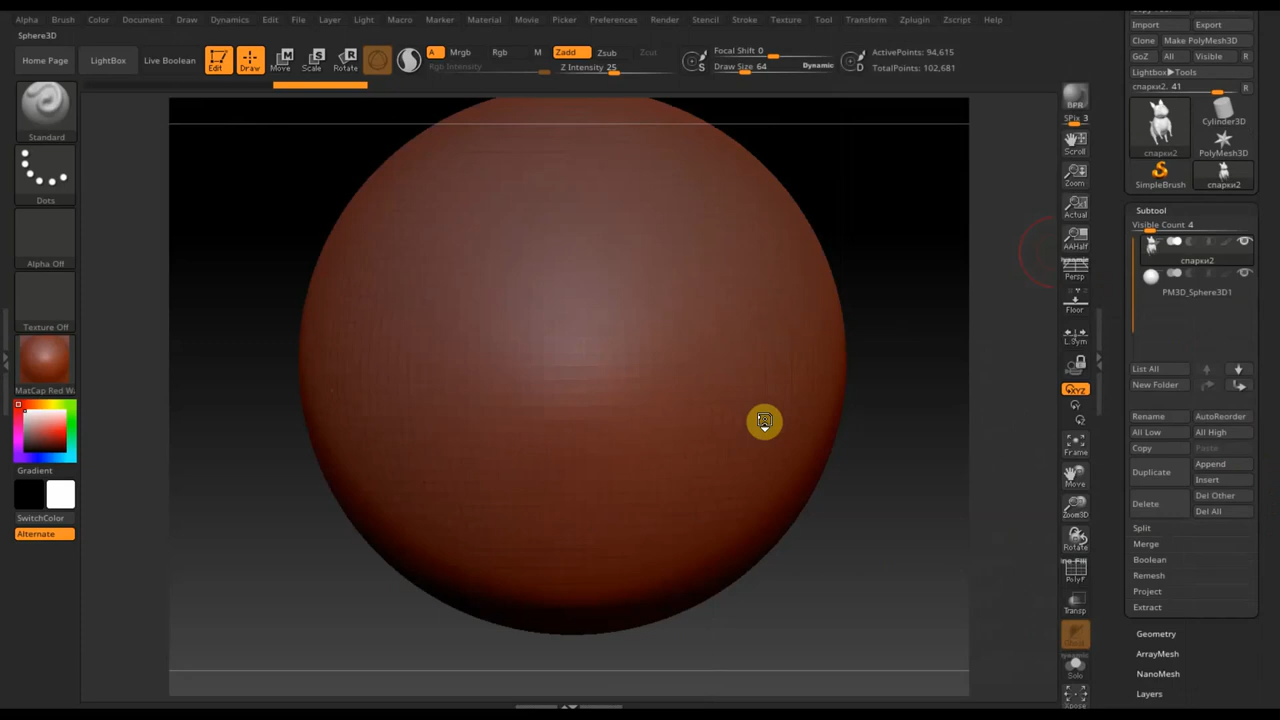 Alpha Brush Color Document Draw Dynamics Edit File Layer Light Macro Marker Material Movie Picker Preferences Render Stencil Stroke Texture Tool Transform Zplugin Zscript Help
Sphere3D
Home Page LightBox Live Boolean Edit Draw Move Scale Rotate A Mrgb Rgb M Zadd Zsub Zcut Focal Shift 0 ActivePoints: 94,615
Rgb Intensity Z Intensity 25 S Draw Size 64 Dynamic D TotalPoints: 102,681
Standard
Dots
Alpha Off
Texture Off
MatCap Red Wa
Gradient
SwitchColor
Alternate
BPR
SPix 3
Scroll
Zoom
Actual
AAHalf
Dynamic
Persp
Floor
L.Sym
XYZ
Y
Z
Frame
Move
Zoom3D
Rotate
Line Fill
PolyF
Transp
Ghost
Dynamic
Solo
Xpose
Import Export
Clone Make PolyMesh3D
GoZ All Visible R
Lightbox▶Tools
спарки2. 41 R
Cylinder3D
спарки2 PolyMesh3D
SimpleBrush спарки2
Subtool
Visible Count 4
спарки2
PM3D_Sphere3D1
List All
New Folder
Rename AutoReorder
All Low All High
Copy Paste
Duplicate Append
Insert
Delete Del Other
Del All
Split
Merge
Boolean
Remesh
Project
Extract
Geometry
ArrayMesh
NanoMesh
Layers